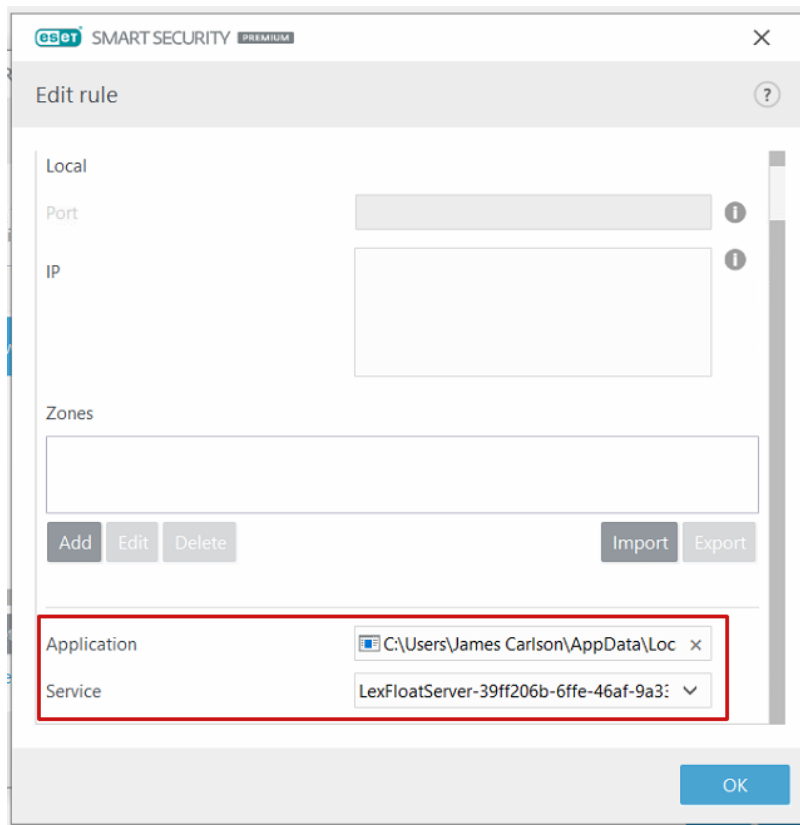 eset SMART SECURITY PREMIUM
Edit rule
?
Local
Port
IP
Zones
Add Edit Delete Import Export
Application C:\Users\James Carlson\AppData\Loc
Service LexFloatServer-39ff206b-6ffe-46af-9a33
OK